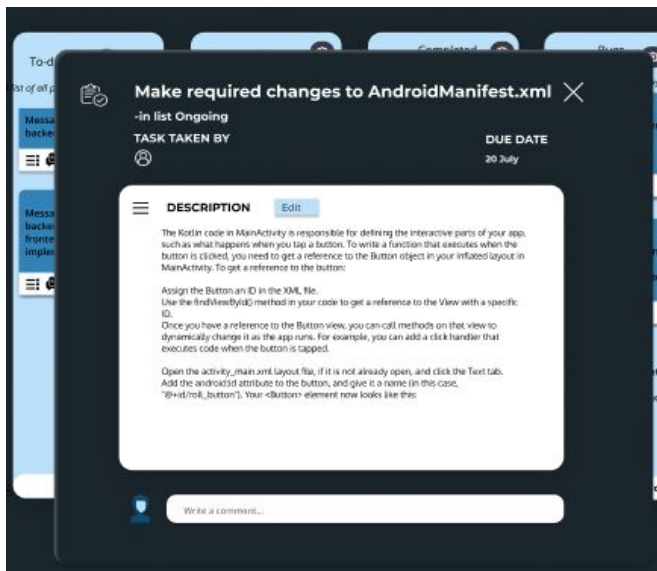 To-d
Completed
Bugs
list of all p
Make required changes to AndroidManifest.xml
-in list Ongoing
TASK TAKEN BY
DUE DATE
20 July
Messa
backe
Messa
backe
fronte
imple
DESCRIPTION
Edit
The Kotlin code in MainActivity is responsible for defining the interactive parts of your app,
such as what happens when you tap a button. To write a function that executes when the
button is clicked, you need to get a reference to the Button object in your inflated layout in
MainActivity. To get a reference to the button:
Assign the Button an ID in the XML file.
Use the findViewById() method in your code to get a reference to the View with a specific
ID.
Once you have a reference to the Button view, you can call methods on that view to
dynamically change it as the app runs. For example, you can add a click handler that
executes code when the button is tapped.
Open the activity_main.xml layout file, if it is not already open, and click the Text tab.
Add the android:id attribute to the button, and give it a name (in this case,
"@+id/roll_button"). Your <Button> element now looks like this:
Write a comment...